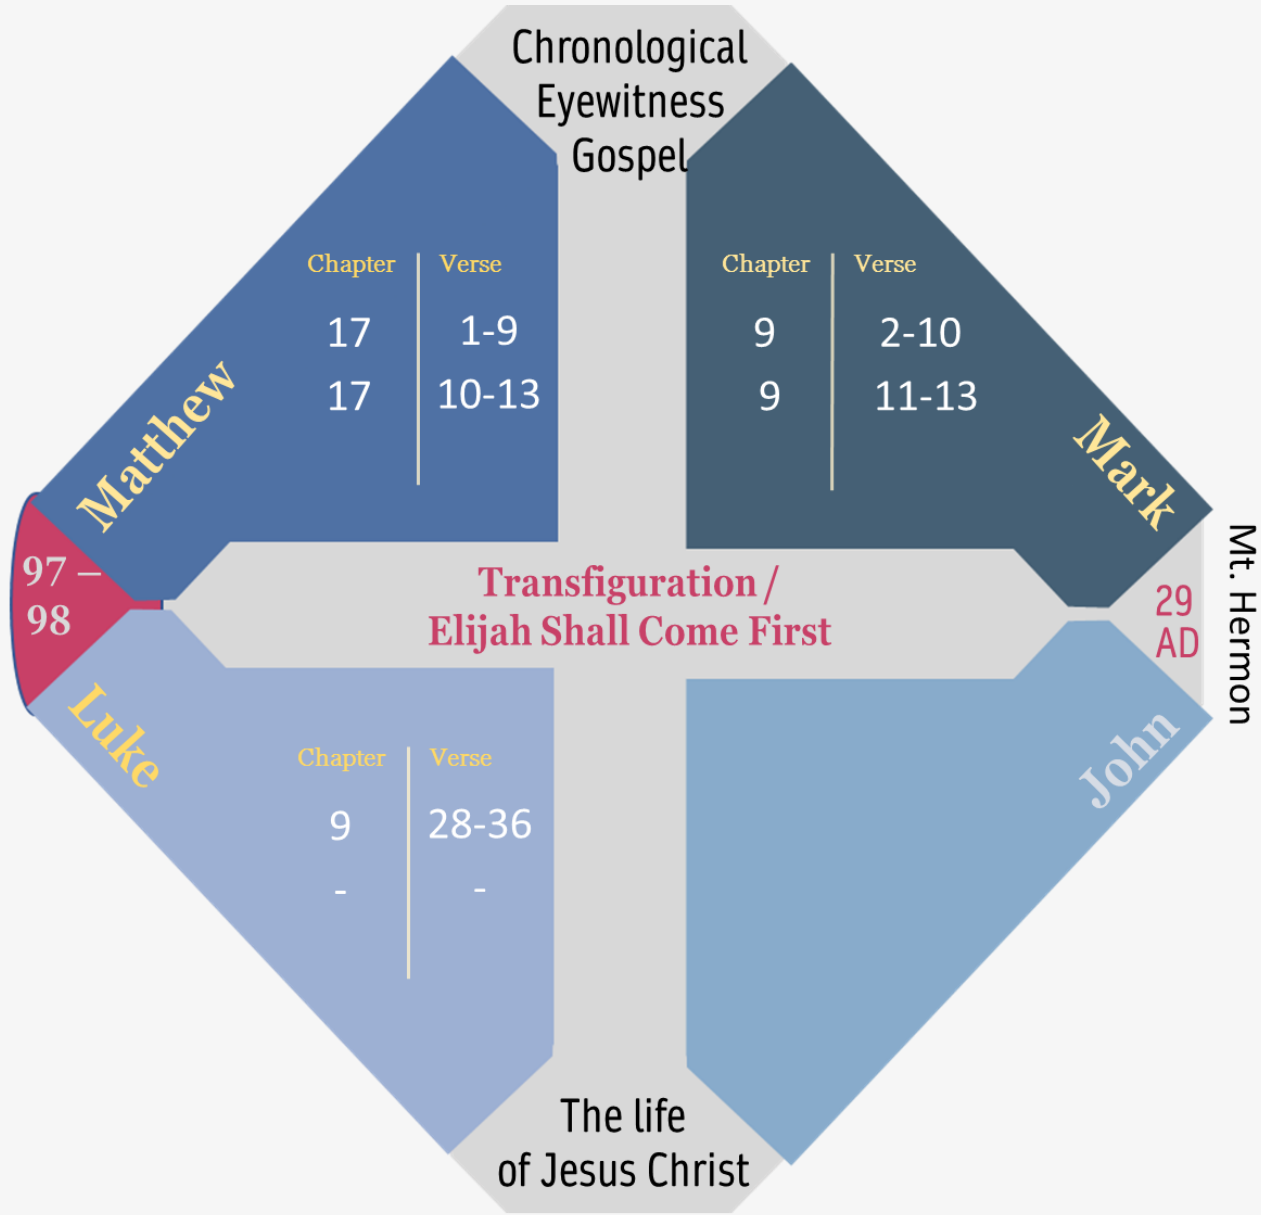 Chronological
Eyewitness
Gospel
Matthew
Chapter Verse
17 1-9
17 10-13
Mark
Chapter Verse
9 2-10
9 11-13
97 –
98
Transfiguration /
Elijah Shall Come First
29
AD
Mt. Hermon
Luke
Chapter Verse
9 28-36
- -
John
The life
of Jesus Christ